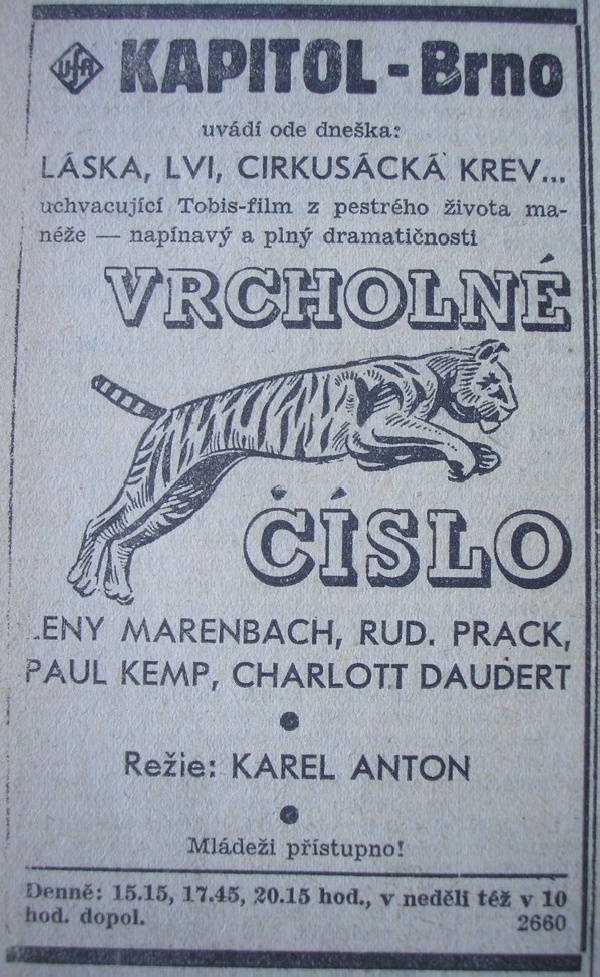 UFA KAPITOL - Brno
uvádí ode dneška:
LÁSKA, LVI, CIRKUSÁCKÁ KREV...
uchvacující Tobis-film z pestrého života ma-
néže — napínavý a plný dramatičnosti
VRCHOLNÉ
ČÍSLO
LENY MARENBACH, RUD. PRACK,
PAUL KEMP, CHARLOTT DAUDERT
Režie: KAREL ANTON
Mládeži přístupno!
Denně: 15.15, 17.45, 20.15 hod., v neděli též v 10
hod. dopol. 2660